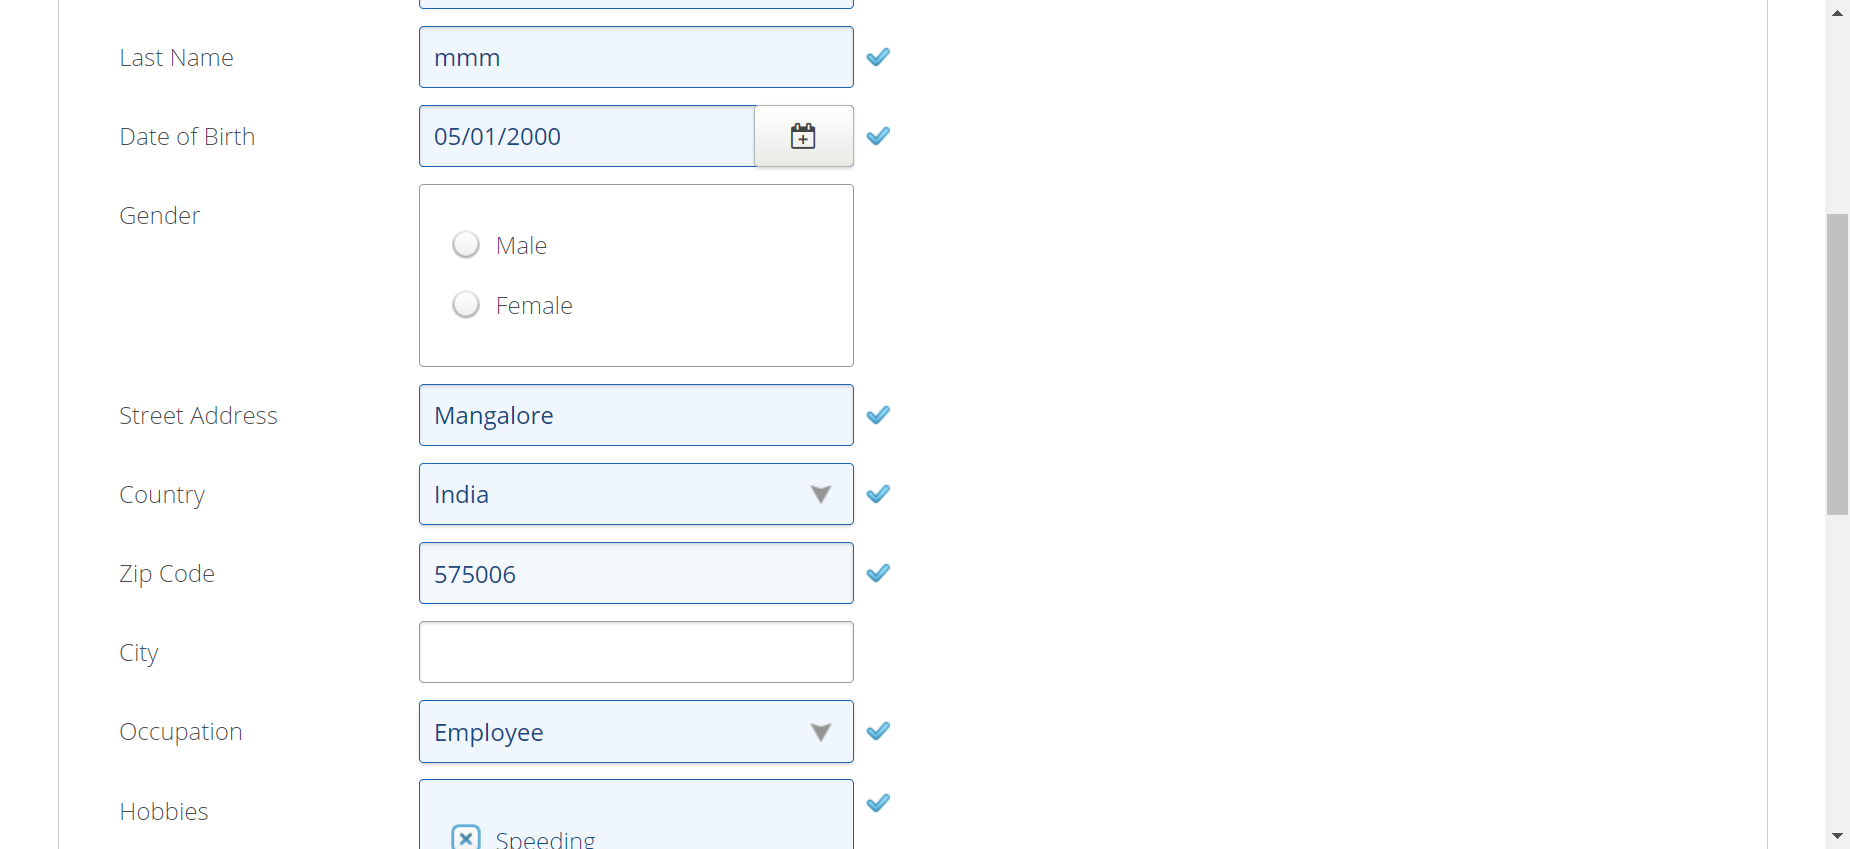 Last Name
mmm
Date of Birth
05/01/2000
Gender
Male
Female
Street Address
Mangalore
Country
India
Zip Code
575006
City
Occupation
Employee
Hobbies
Speeding